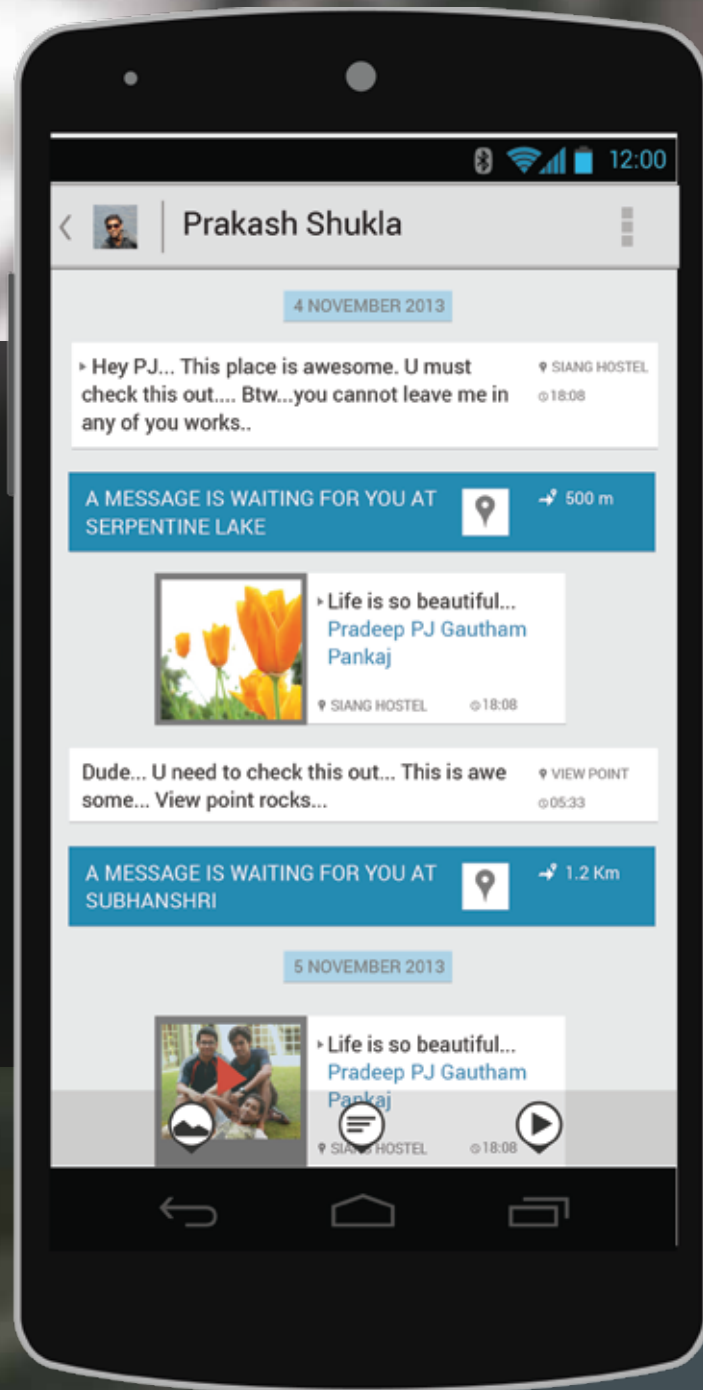 12:00
Prakash Shukla
4 NOVEMBER 2013
Hey PJ... This place is awesome. U must
check this out.... Btw...you cannot leave me in
any of you works..
SIANG HOSTEL
18:08
A MESSAGE IS WAITING FOR YOU AT
SERPENTINE LAKE
500 m
Life is so beautiful...
Pradeep PJ Gautham
Pankaj
SIANG HOSTEL 18:08
Dude... U need to check this out... This is awe
some... View point rocks...
VIEW POINT
05:33
A MESSAGE IS WAITING FOR YOU AT
SUBHANSHRI
1.2 Km
5 NOVEMBER 2013
Life is so beautiful...
Pradeep PJ Gautham
Pankaj
SIANG HOSTEL 18:08